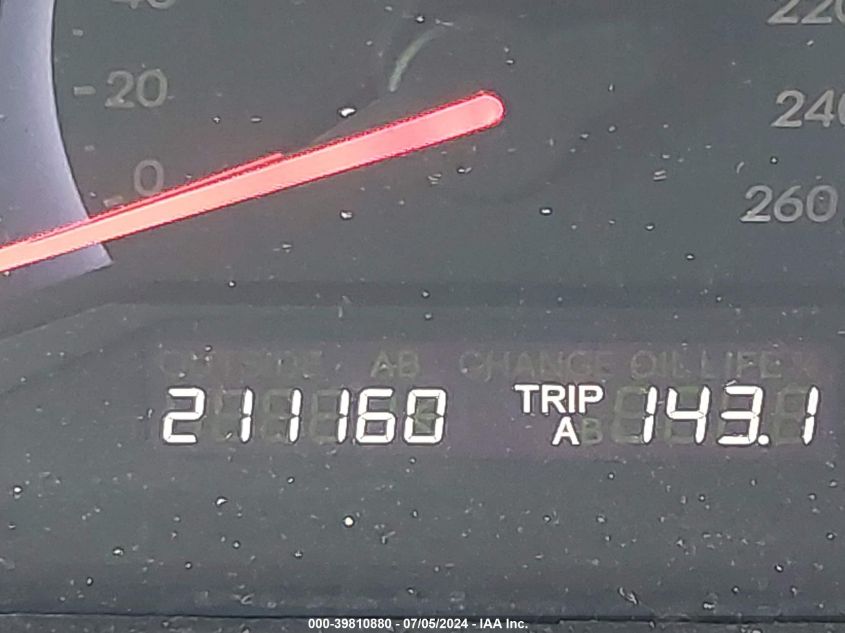 40
220
20
240
0
260
OUTSIDE AB CHANGE OIL LIFE %
211160 TRIP A B 143.1
000-39810880 - 07/05/2024 - IAA Inc.